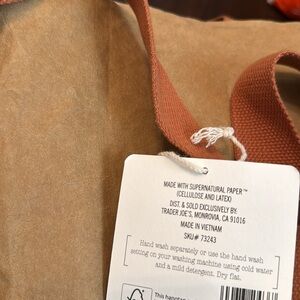 MADE WITH SUPERNATURAL PAPER™
(CELLULOSE AND LATEX)
DIST. & SOLD EXCLUSIVELY BY:
TRADER JOE'S, MONROVIA, CA 91016
MADE IN VIETNAM
SKU# 73243
Hand wash separately or use the hand wash
setting on your washing machine using cold water
and a mild detergent. Dry flat.
This hangtag